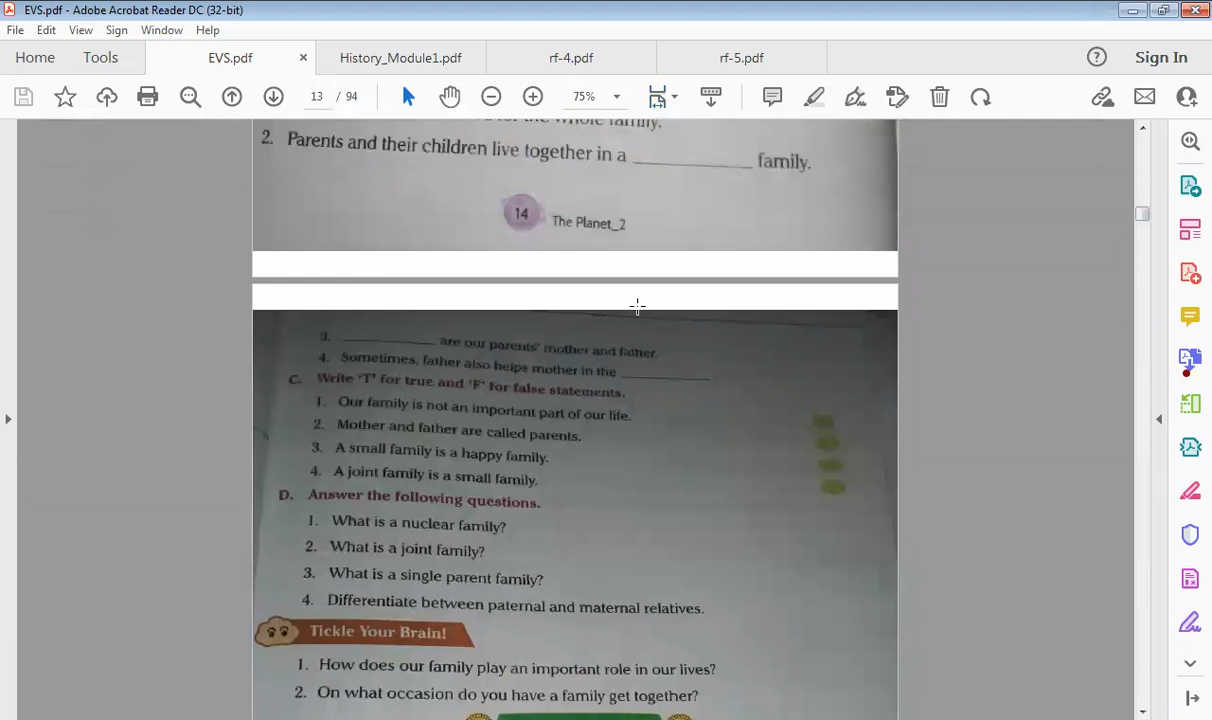 EVS.pdf - Adobe Acrobat Reader DC (32-bit)
File Edit View Sign Window Help
Home Tools EVS.pdf × History_Module1.pdf rf-4.pdf rf-5.pdf ? Sign In
13 / 94 75%
the whole family.
2. Parents and their children live together in a ____________ family.
14 The Planet_2
3. ____________ are our parents' mother and father.
4. Sometimes, father also helps mother in the ____________
C. Write 'T' for true and 'F' for false statements.
1. Our family is not an important part of our life.
2. Mother and father are called parents.
3. A small family is a happy family.
4. A joint family is a small family.
D. Answer the following questions.
1. What is a nuclear family?
2. What is a joint family?
3. What is a single parent family?
4. Differentiate between paternal and maternal relatives.
Tickle Your Brain!
1. How does our family play an important role in our lives?
2. On what occasion do you have a family get together?